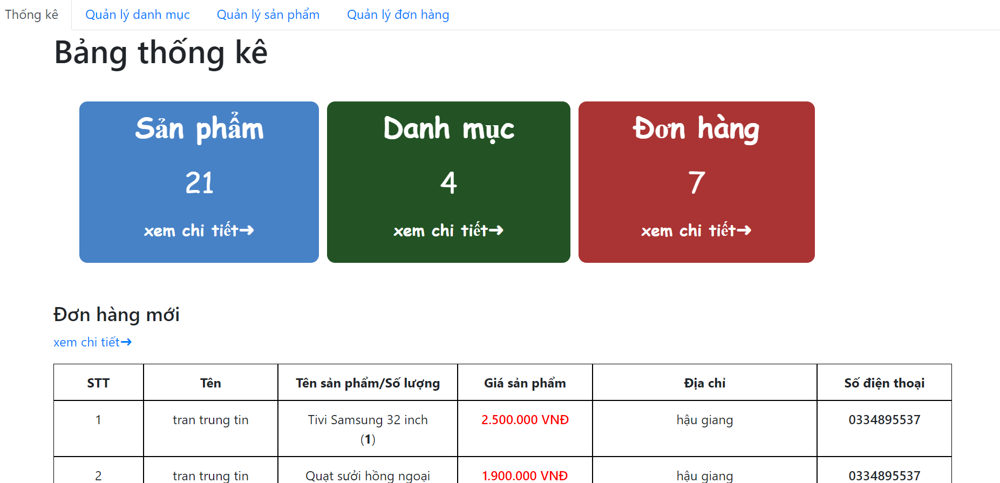 Thống kê Quản lý danh mục Quản lý sản phẩm Quản lý đơn hàng
Bảng thống kê
Sản phẩm Danh mục Đơn hàng
21 4 7
xem chi tiết➜ xem chi tiết➜ xem chi tiết➜
Đơn hàng mới
xem chi tiết➜
STT Tên Tên sản phẩm/Số lượng Giá sản phẩm Địa chỉ Số điện thoại
1 tran trung tin Tivi Samsung 32 inch 2.500.000 VNĐ hậu giang 0334895537
(1)
2 tran trung tin Quạt sưởi hồng ngoại 1.900.000 VNĐ hậu giang 0334895537